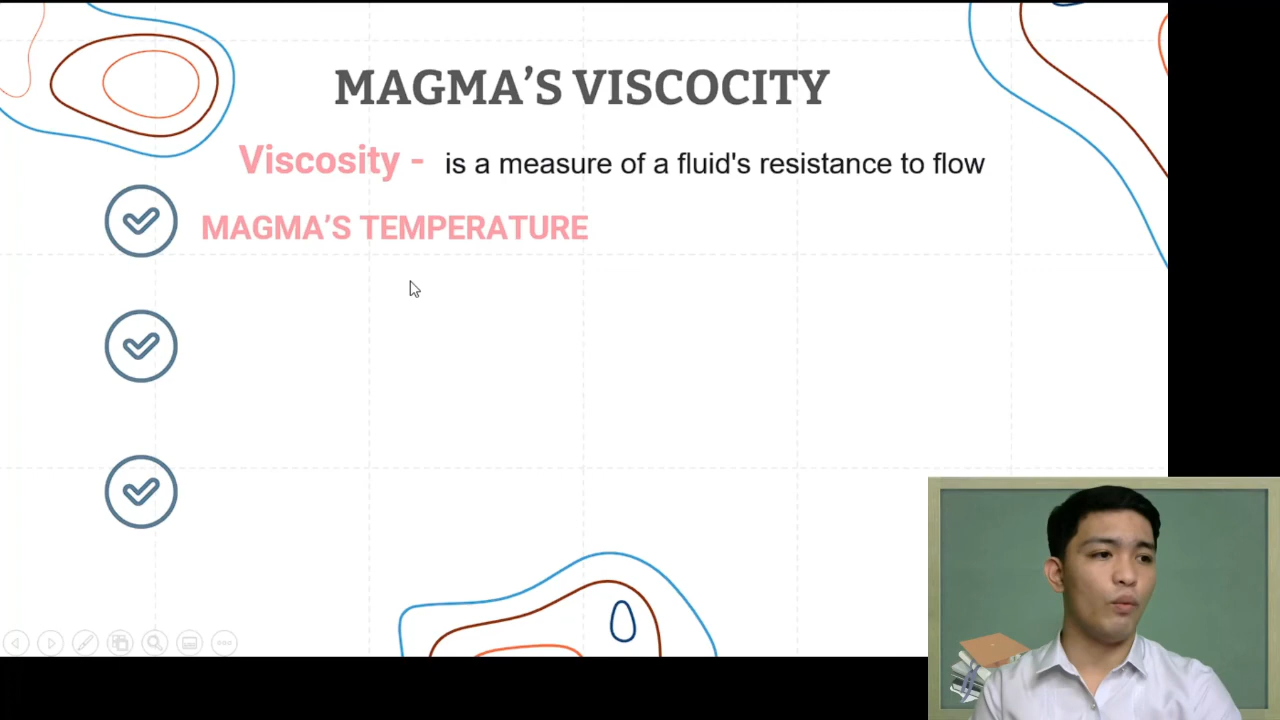 MAGMA’S VISCOCITY
Viscosity - is a measure of a fluid's resistance to flow
MAGMA’S TEMPERATURE